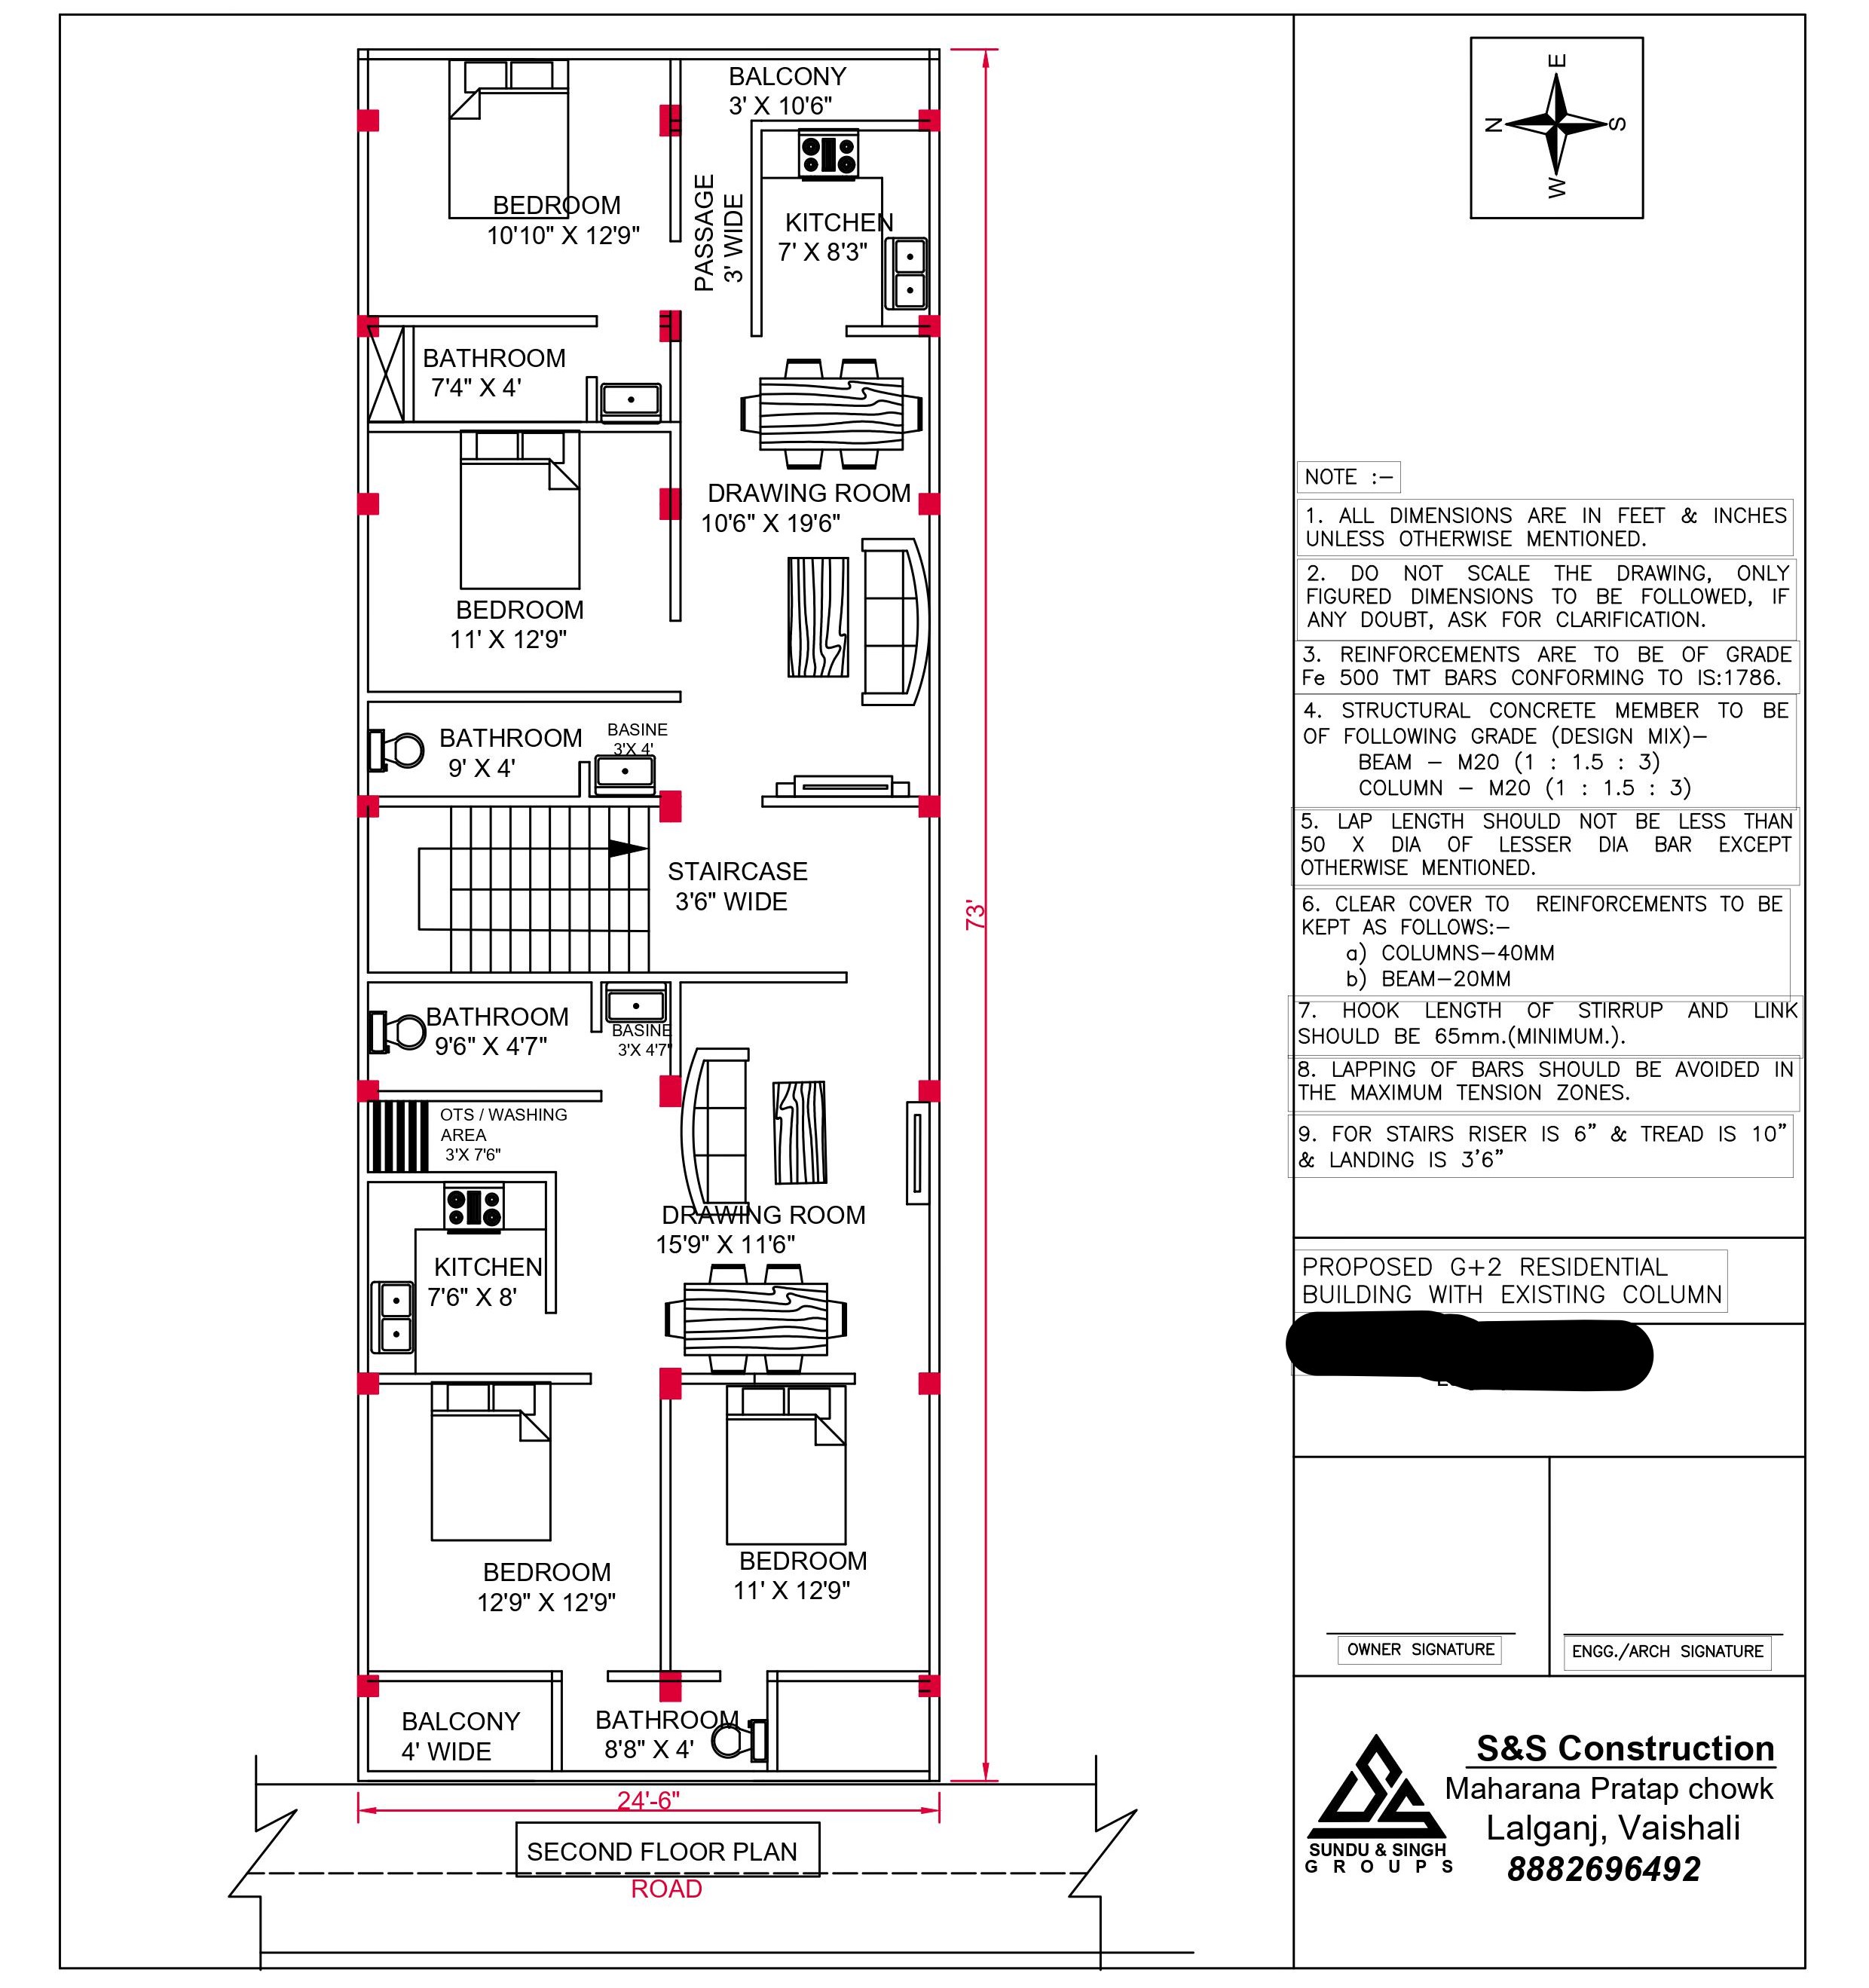 BALCONY
3' X 10'6"
BEDROOM
10'10" X 12'9"
PASSAGE
3' WIDE
KITCHEN
7' X 8'3"
BATHROOM
7'4" X 4'
DRAWING ROOM
10'6" X 19'6"
BEDROOM
11' X 12'9"
BATHROOM
9' X 4'
BASINE
3'X 4'
STAIRCASE
3'6" WIDE
73'
BATHROOM
9'6" X 4'7"
BASINE
3'X 4'7"
OTS / WASHING
AREA
3'X 7'6"
DRAWING ROOM
15'9" X 11'6"
KITCHEN
7'6" X 8'
BEDROOM
12'9" X 12'9"
BEDROOM
11' X 12'9"
BALCONY
4' WIDE
BATHROOM
8'8" X 4'
24'-6"
SECOND FLOOR PLAN
ROAD
E
N
S
W
NOTE :-
1. ALL DIMENSIONS ARE IN FEET & INCHES
UNLESS OTHERWISE MENTIONED.
2. DO NOT SCALE THE DRAWING, ONLY
FIGURED DIMENSIONS TO BE FOLLOWED, IF
ANY DOUBT, ASK FOR CLARIFICATION.
3. REINFORCEMENTS ARE TO BE OF GRADE
Fe 500 TMT BARS CONFORMING TO IS:1786.
4. STRUCTURAL CONCRETE MEMBER TO BE
OF FOLLOWING GRADE (DESIGN MIX)-
BEAM - M20 (1 : 1.5 : 3)
COLUMN - M20 (1 : 1.5 : 3)
5. LAP LENGTH SHOULD NOT BE LESS THAN
50 X DIA OF LESSER DIA BAR EXCEPT
OTHERWISE MENTIONED.
6. CLEAR COVER TO REINFORCEMENTS TO BE
KEPT AS FOLLOWS:-
a) COLUMNS-40MM
b) BEAM-20MM
7. HOOK LENGTH OF STIRRUP AND LINK
SHOULD BE 65mm.(MINIMUM.).
8. LAPPING OF BARS SHOULD BE AVOIDED IN
THE MAXIMUM TENSION ZONES.
9. FOR STAIRS RISER IS 6" & TREAD IS 10"
& LANDING IS 3'6"
PROPOSED G+2 RESIDENTIAL
BUILDING WITH EXISTING COLUMN
OWNER SIGNATURE
ENGG./ARCH SIGNATURE
SUNDU & SINGH
GROUPS
S&S Construction
Maharana Pratap chowk
Lalganj, Vaishali
8882696492